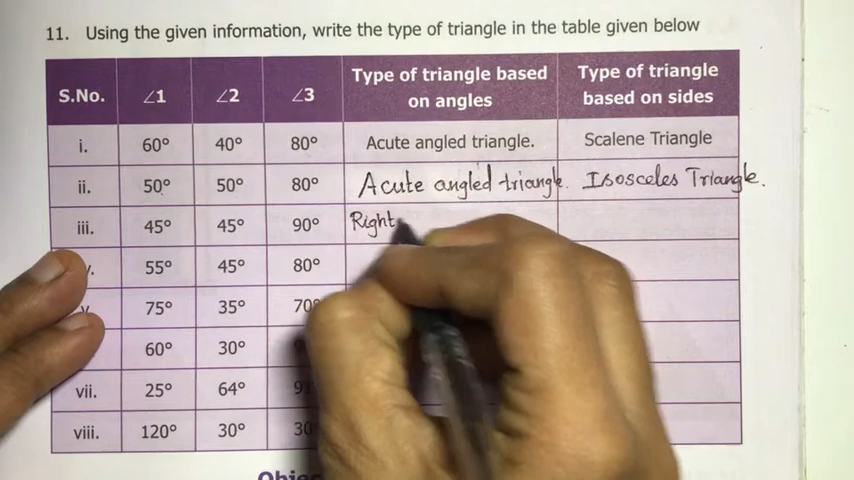 11. Using the given information, write the type of triangle in the table given below
S.No. ∠1 ∠2 ∠3 Type of triangle based on angles Type of triangle based on sides
i. 60° 40° 80° Acute angled triangle. Scalene Triangle
ii. 50° 50° 80° Acute angled triangle. Isosceles Triangle.
iii. 45° 45° 90° Right
55° 45° 80°
v. 75° 35° 70°
60° 30°
vii. 25° 64° 91
viii. 120° 30° 30